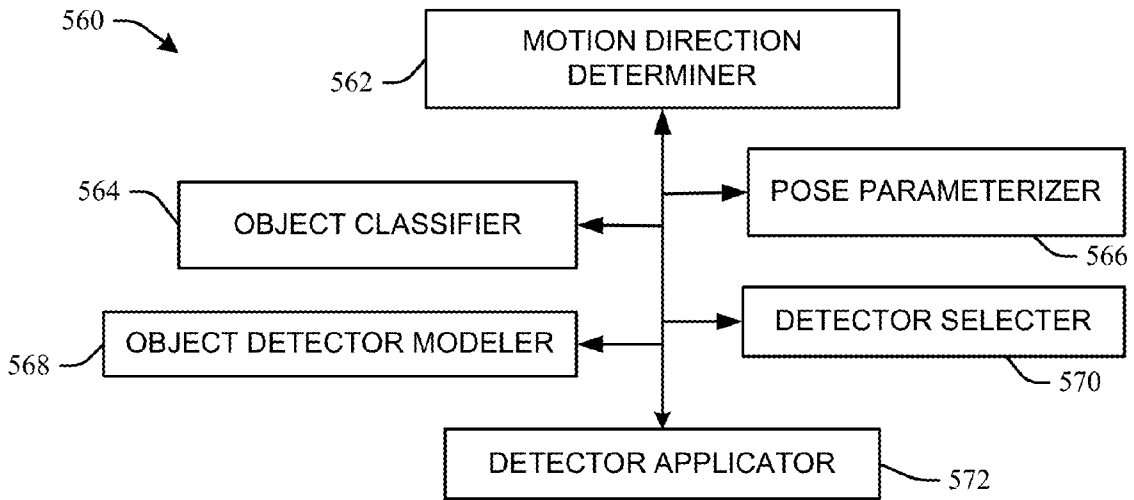 560
MOTION DIRECTION
DETERMINER
562
564
OBJECT CLASSIFIER
POSE PARAMETERIZER
566
568
OBJECT DETECTOR MODELER
DETECTOR SELECTER
570
DETECTOR APPLICATOR
572